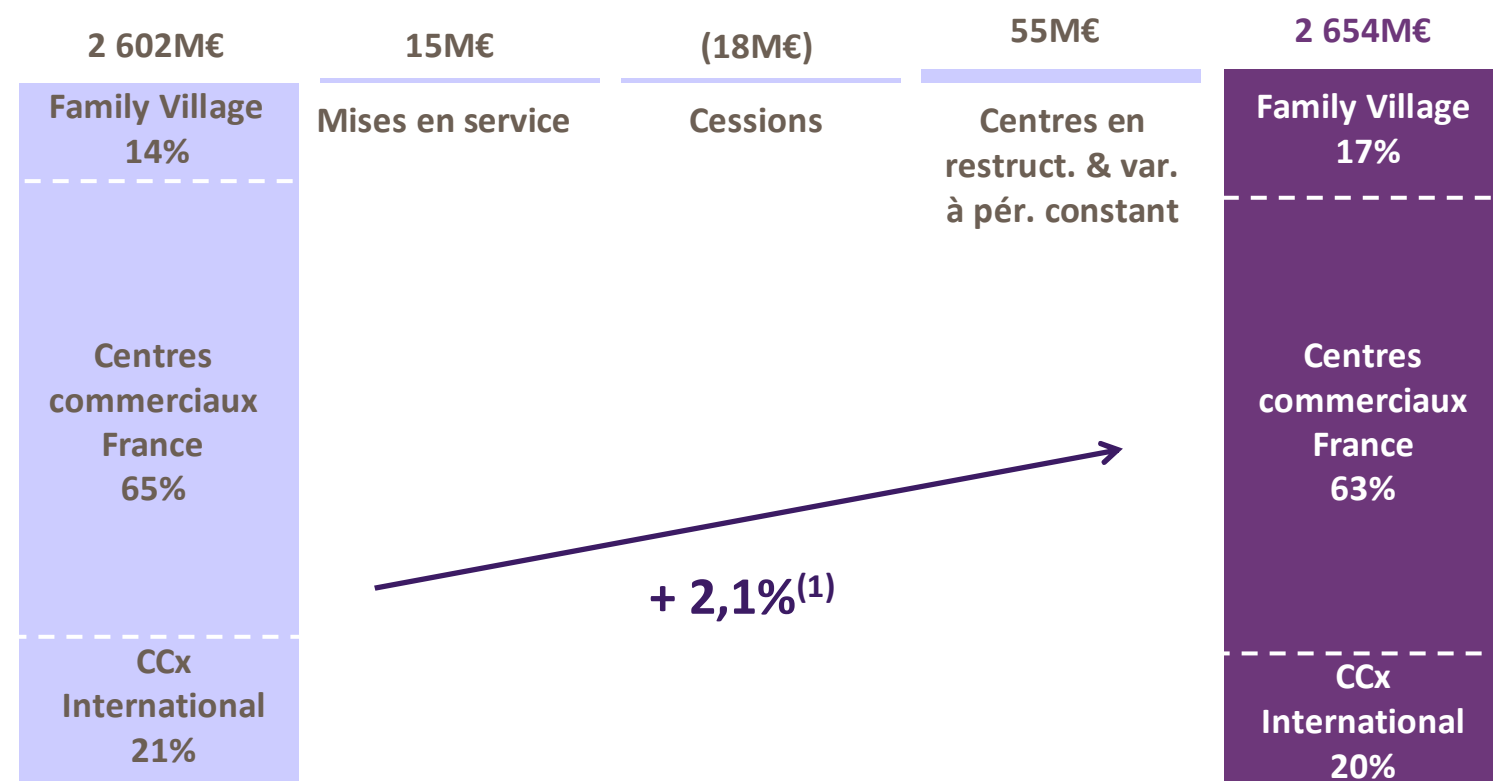 2 602M€
15M€
(18M€)
55M€
2 654M€
Family Village
14%
Mises en service
Cessions
Centres en
restruct. & var.
à pér. constant
Family Village
17%
Centres
commerciaux
France
65%
Centres
commerciaux
France
63%
+ 2,1%(1)
CCx
International
21%
CCx
International
20%